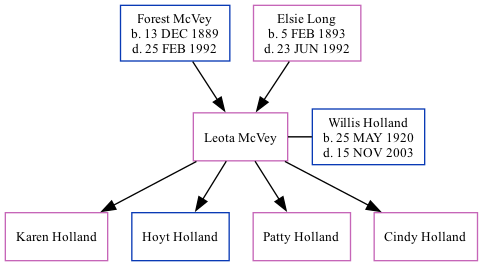 Forest McVey
b. 13 DEC 1889
d. 25 FEB 1992
Elsie Long
b. 5 FEB 1893
d. 23 JUN 1992
Leota McVey
Willis Holland
b. 25 MAY 1920
d. 15 NOV 2003
Karen Holland
Hoyt Holland
Patty Holland
Cindy Holland